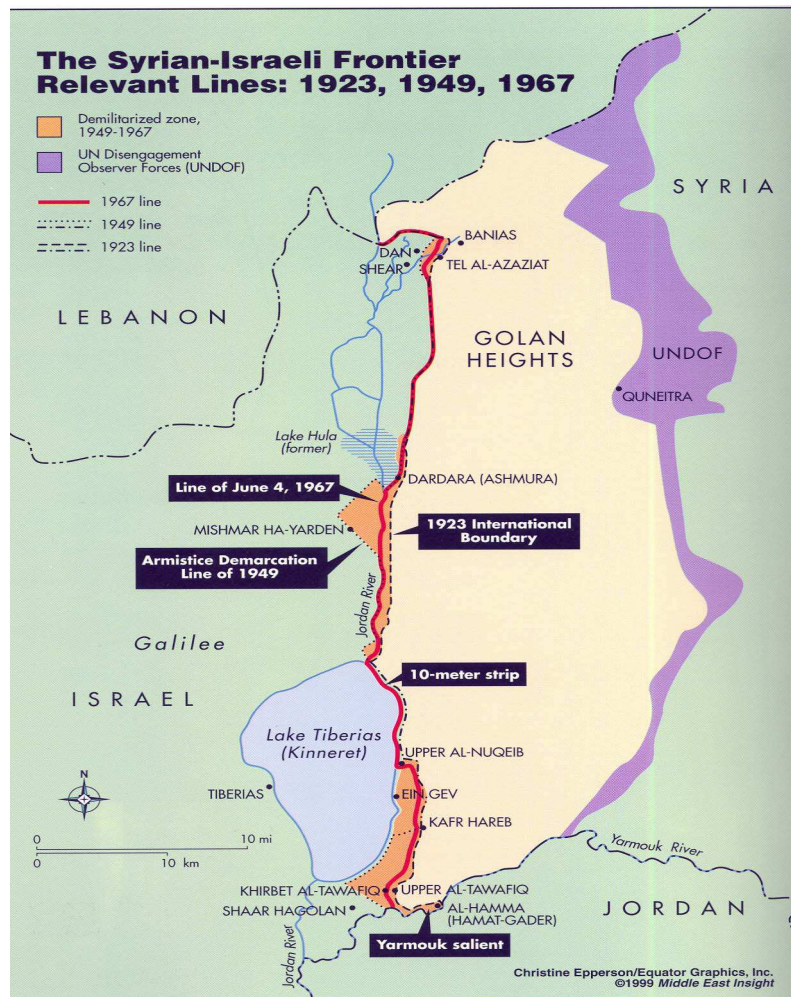 The Syrian-Israeli Frontier
Relevant Lines: 1923, 1949, 1967
Demilitarized zone,
1949-1967
UN Disengagement
Observer Forces (UNDOF)
1967 line
1949 line
1923 line
SYRIA
BANIAS
DAN
SHEAR
TEL AL-AZAZIAT
LEBANON
GOLAN
HEIGHTS
UNDOF
QUNEITRA
Lake Hula
(former)
DARDARA (ASHMURA)
Line of June 4, 1967
MISHMAR HA-YARDEN
1923 International
Boundary
Armistice Demarcation
Line of 1949
Jordan River
Galilee
10-meter strip
ISRAEL
Lake Tiberias
(Kinneret)
UPPER AL-NUQEIB
N
TIBERIAS
EIN GEV
KAFR HAREB
0 10 mi
0 10 km
Yarmouk River
KHIRBET AL-TAWAFIQ
UPPER AL-TAWAFIQ
SHAAR HAGOLAN
AL-HAMMA
(HAMAT-GADER)
JORDAN
Yarmouk salient
Jordan River
Christine Epperson/Equator Graphics, Inc.
©1999 Middle East Insight